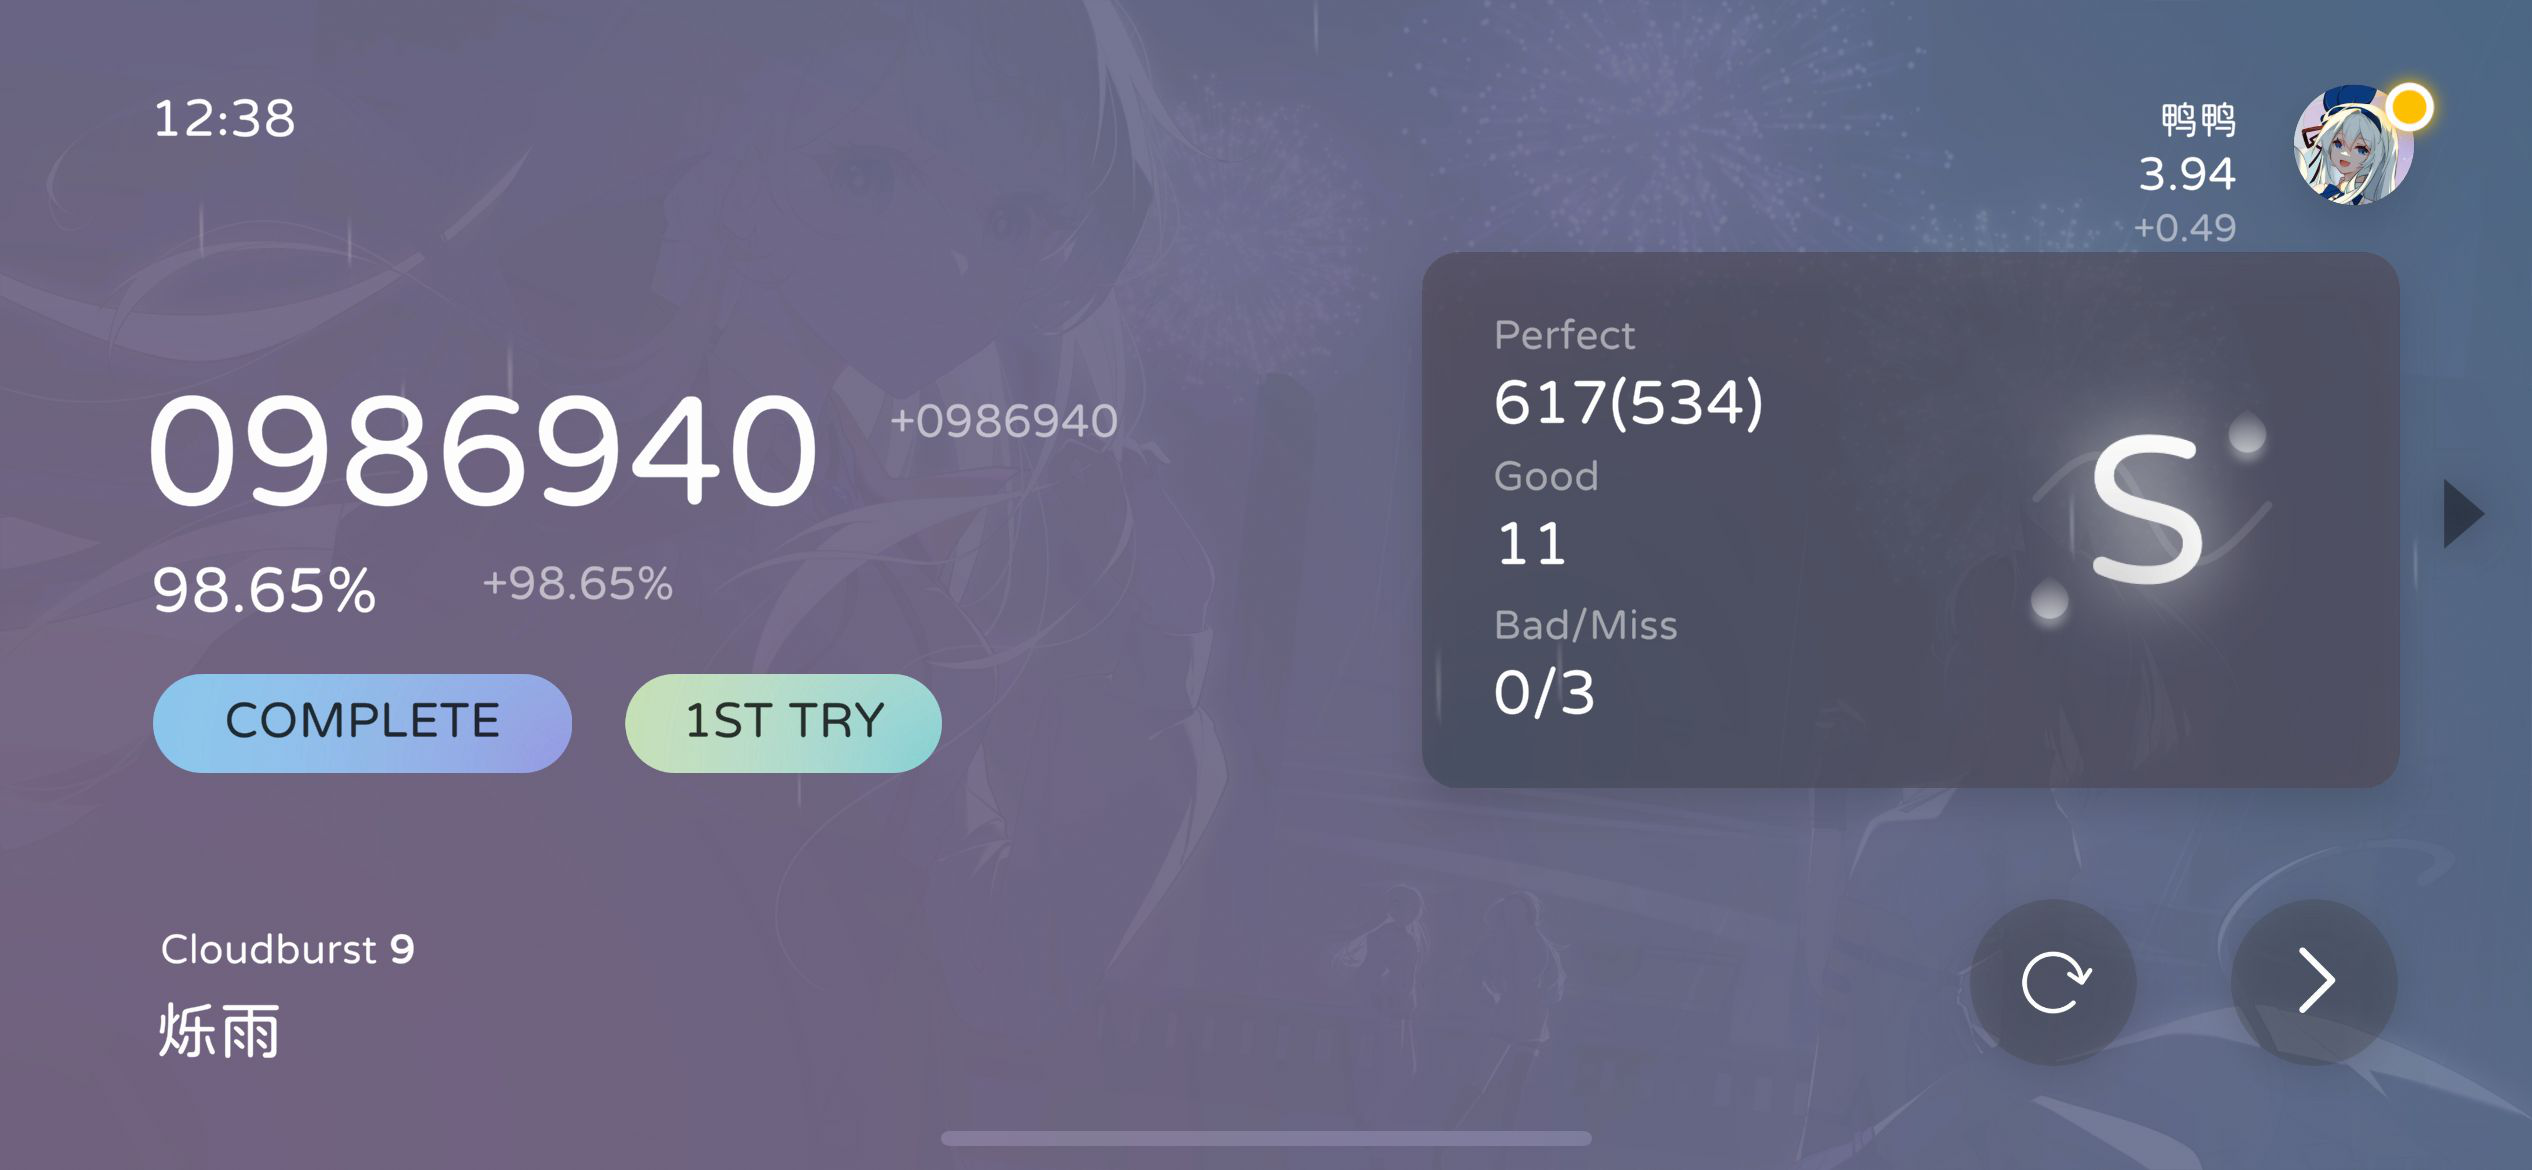 12:38
鸭鸭
3.94
+0.49
0986940 +0986940
98.65% +98.65%
COMPLETE 1ST TRY
Perfect
617(534)
Good
11
Bad/Miss
0/3
S
Cloudburst 9
烁雨